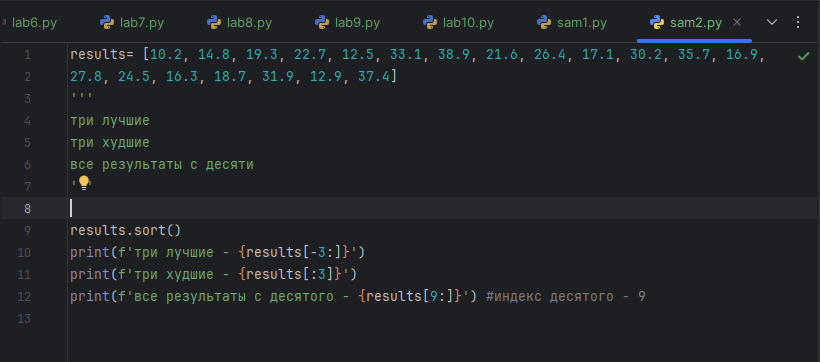 lab6.py lab7.py lab8.py lab9.py lab10.py sam1.py sam2.py
1 results= [10.2, 14.8, 19.3, 22.7, 12.5, 33.1, 38.9, 21.6, 26.4, 17.1, 30.2, 35.7, 16.9,
2 27.8, 24.5, 16.3, 18.7, 31.9, 12.9, 37.4]
3 '''
4 три лучшие
5 три худшие
6 все результаты с десяти
7 '''
8
9 results.sort()
10 print(f'три лучшие - {results[-3:]}')
11 print(f'три худшие - {results[:3]}')
12 print(f'все результаты с десятого - {results[9:]}') #индекс десятого - 9
13